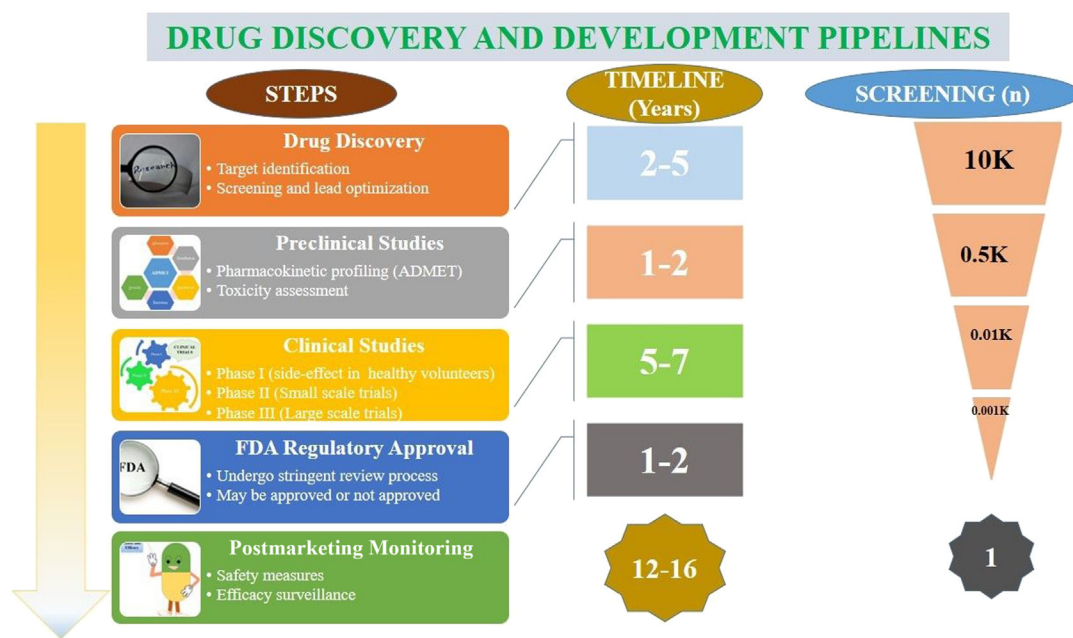 DRUG DISCOVERY AND DEVELOPMENT PIPELINES
STEPS
TIMELINE
(Years)
SCREENING (n)
Research
Drug Discovery
• Target identification
• Screening and lead optimization
2-5
10K
ADMET
Preclinical Studies
• Pharmacokinetic profiling (ADMET)
• Toxicity assessment
1-2
0.5K
CLINICAL
TRIALS
Clinical Studies
• Phase I (side-effect in healthy volunteers)
• Phase II (Small scale trials)
• Phase III (Large scale trials)
5-7
0.01K
0.001K
FDA
FDA Regulatory Approval
• Undergo stringent review process
• May be approved or not approved
1-2
Postmarketing Monitoring
• Safety measures
• Efficacy surveillance
12-16
1